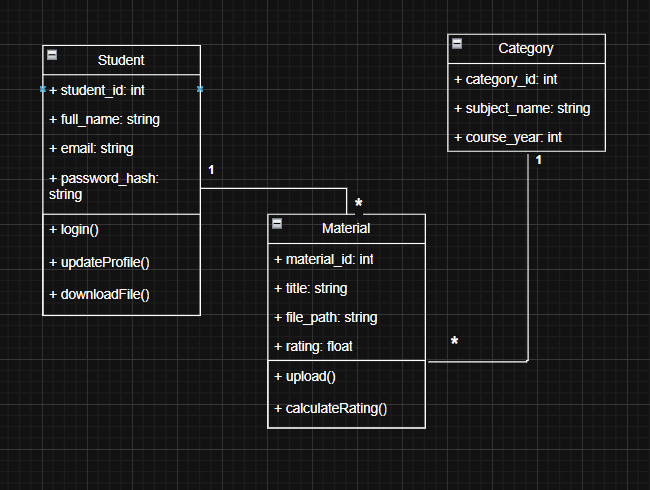 Student
+ student_id: int
+ full_name: string
+ email: string
+ password_hash:
string
+ login()
+ updateProfile()
+ downloadFile()
1
*
Category
+ category_id: int
+ subject_name: string
+ course_year: int
1
*
Material
+ material_id: int
+ title: string
+ file_path: string
+ rating: float
+ upload()
+ calculateRating()